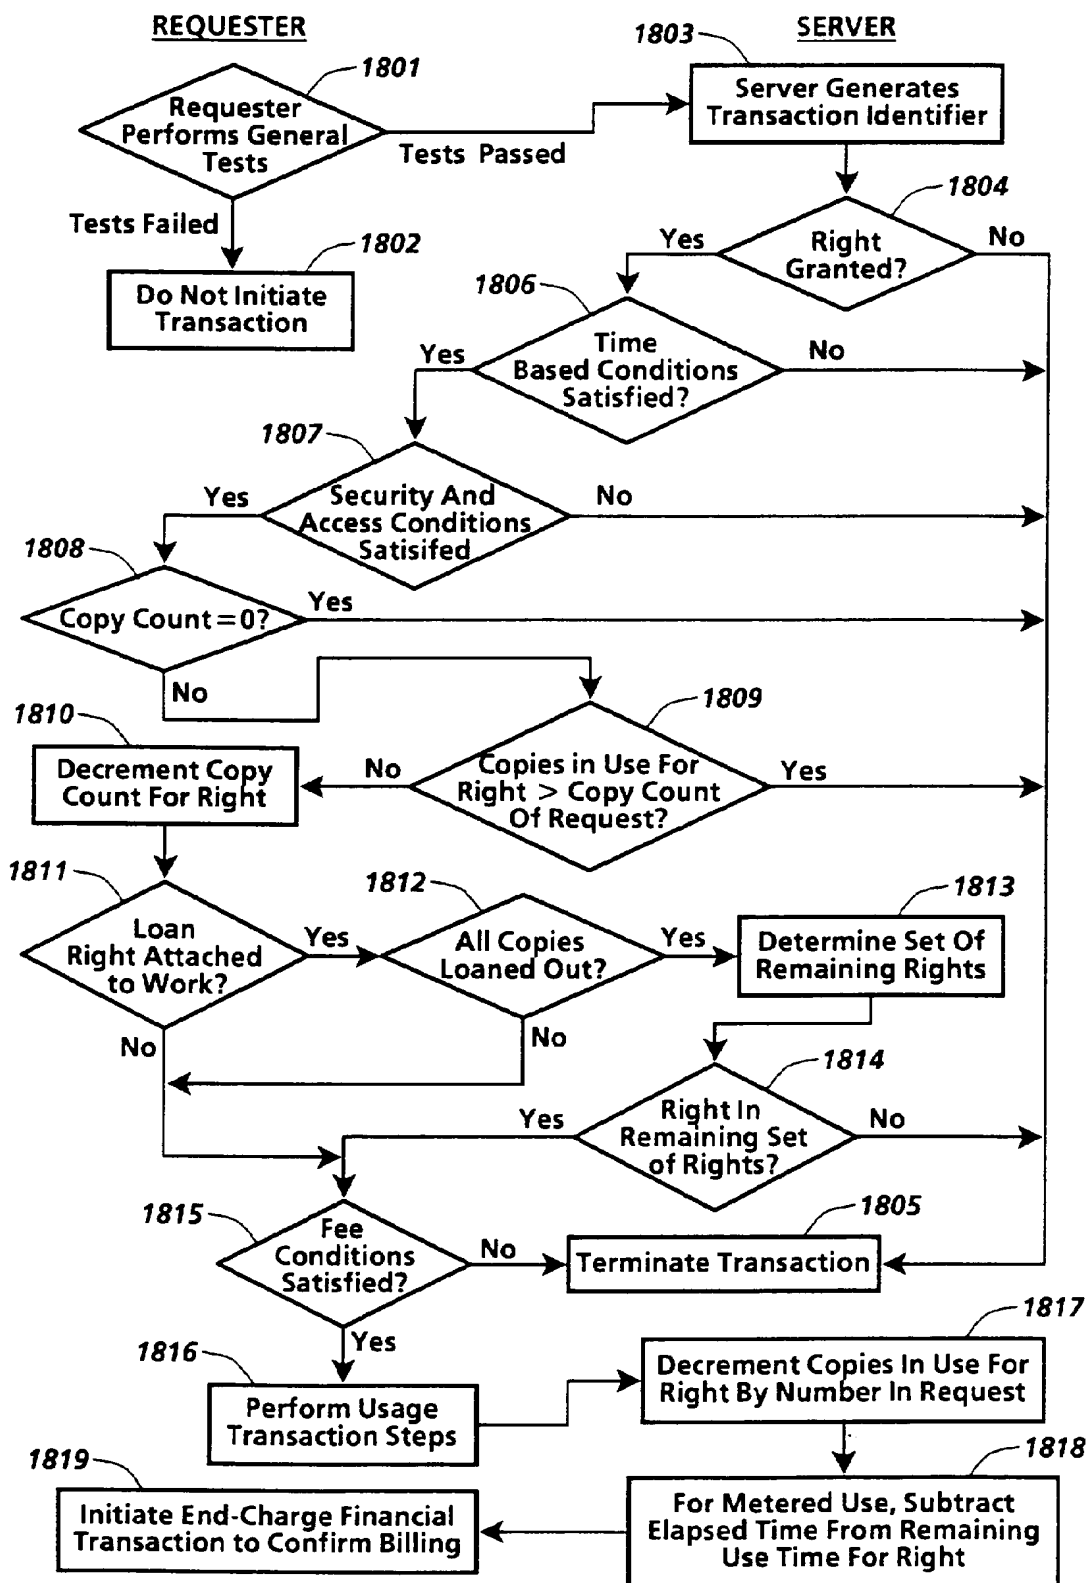 REQUESTER
SERVER
1801
1803
Requester
Performs General
Tests
Tests Passed
Server Generates
Transaction Identifier
Tests Failed
1802
Do Not Initiate
Transaction
1804
Right
Granted?
Yes
No
1806
Time
Based Conditions
Satisfied?
Yes
No
1807
Security And
Access Conditions
Satisifed
Yes
No
1808
Copy Count = 0?
Yes
No
1809
Copies in Use For
Right > Copy Count
Of Request?
No
Yes
1810
Decrement Copy
Count For Right
1811
Loan
Right Attached
to Work?
Yes
No
1812
All Copies
Loaned Out?
Yes
No
1813
Determine Set Of
Remaining Rights
1814
Right In
Remaining Set
of Rights?
Yes
No
1815
Fee
Conditions
Satisfied?
No
Yes
1805
Terminate Transaction
1816
Perform Usage
Transaction Steps
1817
Decrement Copies In Use For
Right By Number In Request
1818
For Metered Use, Subtract
Elapsed Time From Remaining
Use Time For Right
1819
Initiate End-Charge Financial
Transaction to Confirm Billing